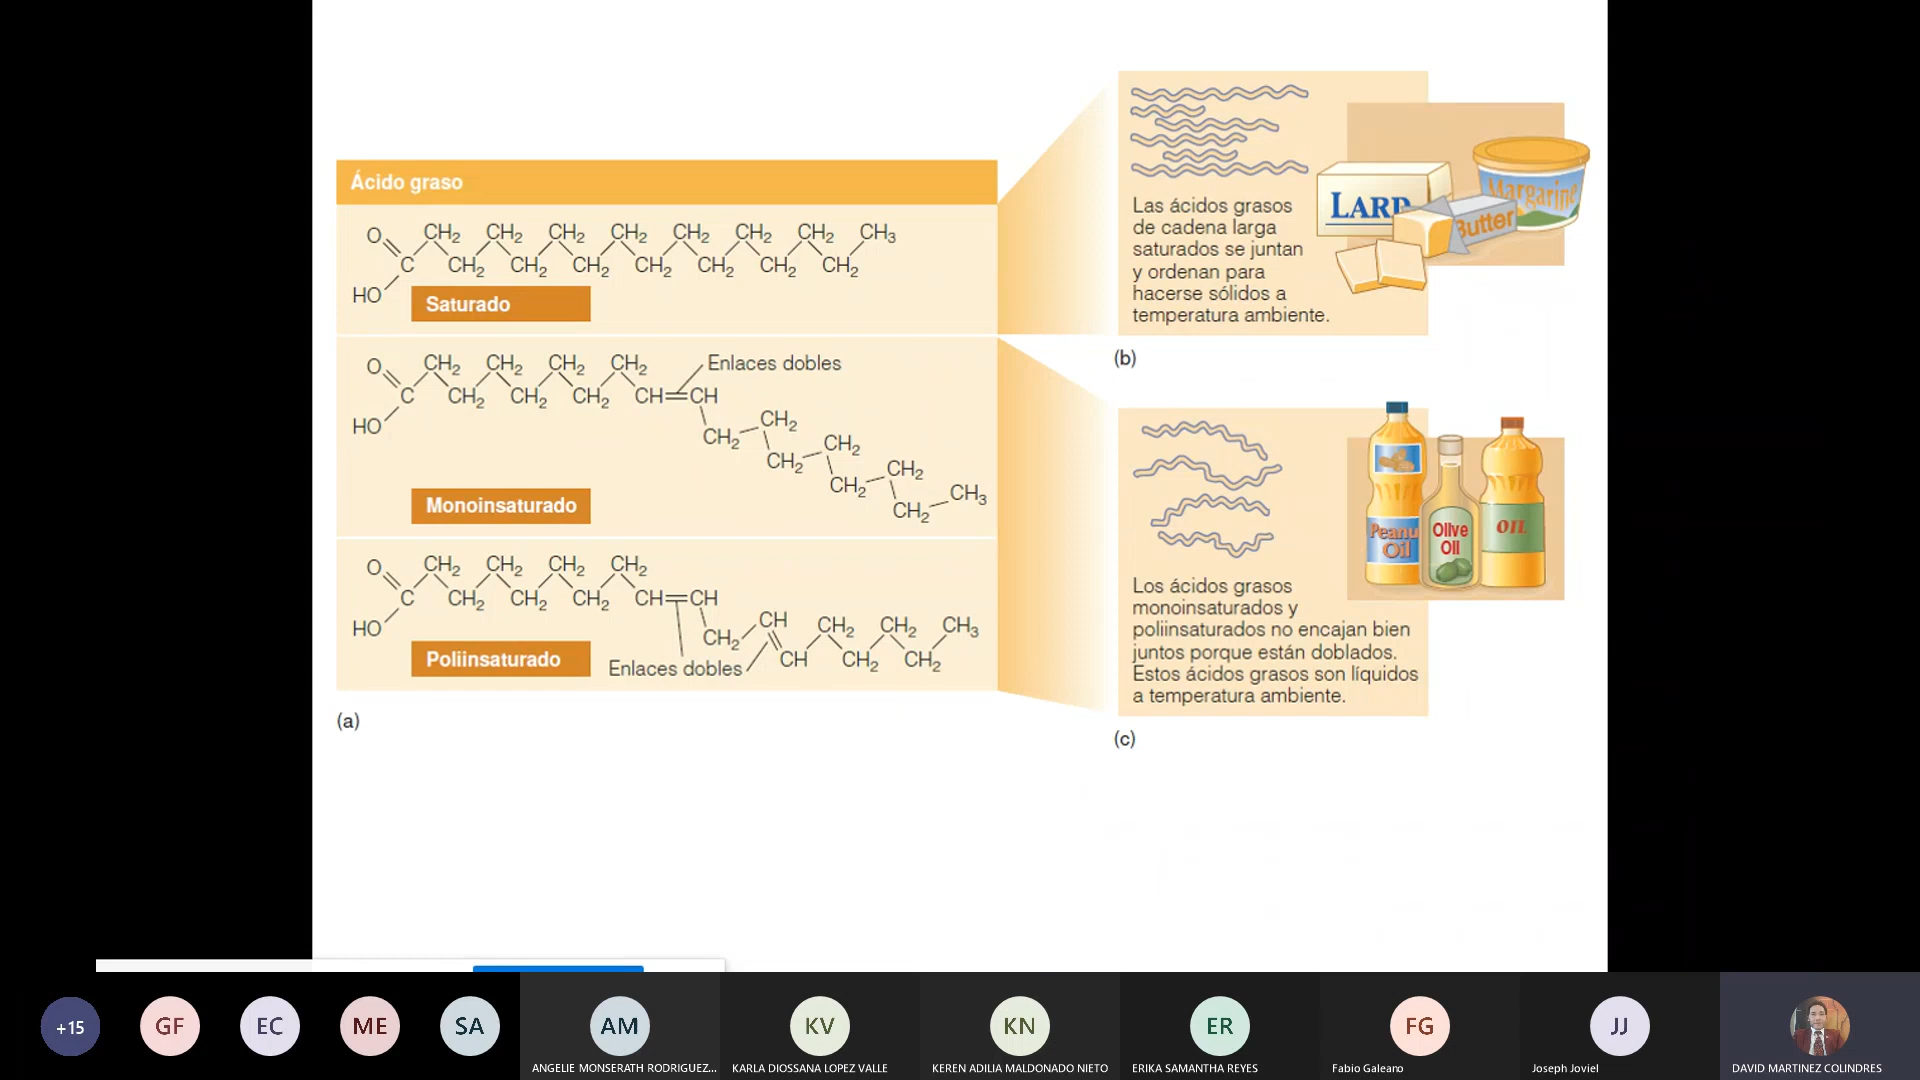 Ácido graso
O CH2 CH2 CH2 CH2 CH2 CH2 CH2 CH3
C CH2 CH2 CH2 CH2 CH2 CH2 CH2
HO
Saturado
O CH2 CH2 CH2 CH2 Enlaces dobles
C CH2 CH2 CH2 CH=CH
HO
CH2
CH2
CH2
CH2
CH2
CH2
CH3
CH2
Monoinsaturado
O CH2 CH2 CH2 CH2
C CH2 CH2 CH2 CH=CH
HO
CH CH2 CH2 CH3
CH2
CH CH2 CH2
Poliinsaturado
Enlaces dobles
(a)
LARD
Margarine
Butter
Las ácidos grasos
de cadena larga
saturados se juntan
y ordenan para
hacerse sólidos a
temperatura ambiente.
(b)
Peanu
Oil
Olive
Oil
OIL
Los ácidos grasos
monoinsaturados y
poliinsaturados no encajan bien
juntos porque están doblados.
Estos ácidos grasos son líquidos
a temperatura ambiente.
(c)
+15 GF EC ME SA AM KV KN ER FG JJ
ANGELIE MONSERATH RODRIGUEZ... KARLA DIOSSANA LOPEZ VALLE KEREN ADILIA MALDONADO NIETO ERIKA SAMANTHA REYES Fabio Galeano Joseph Joviel DAVID MARTINEZ COLINDRES